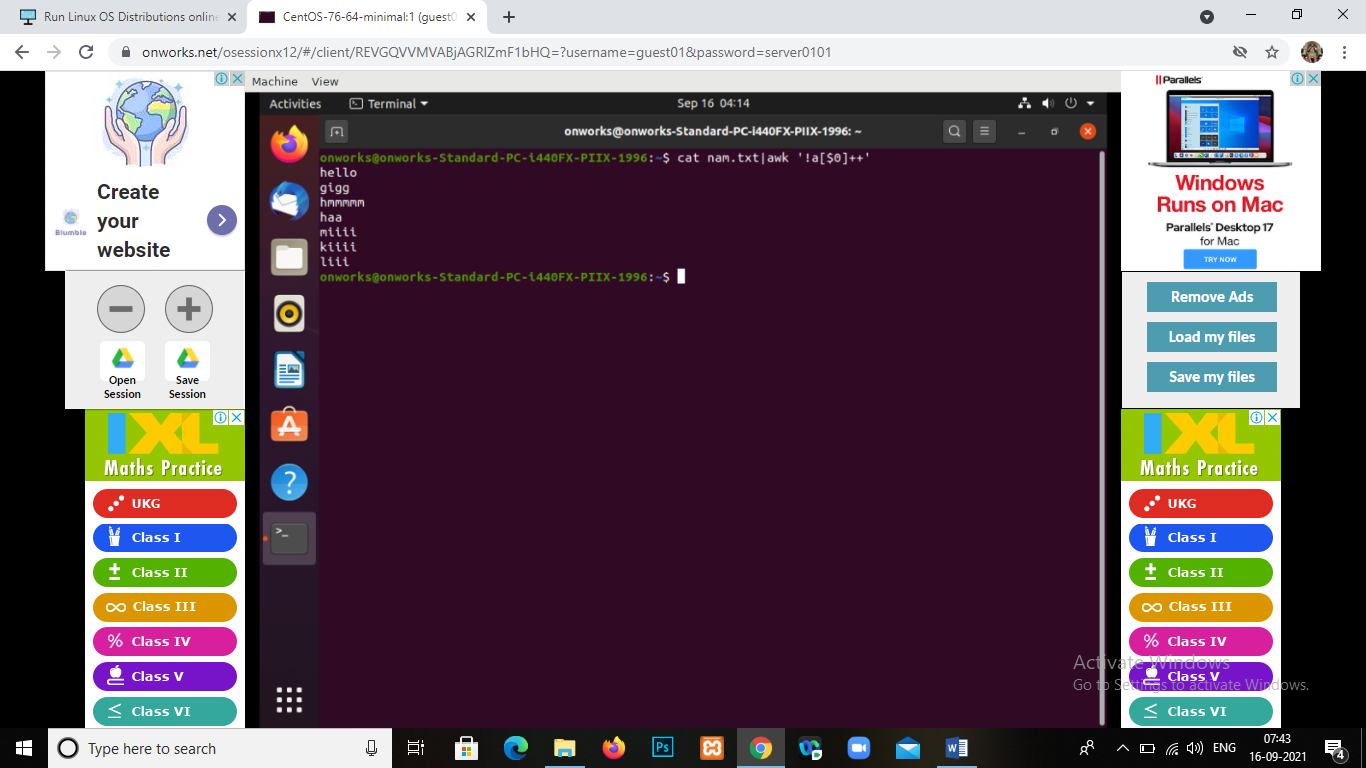 Run Linux OS Distributions online
CentOS-76-64-minimal:1 (guest0
onworks.net/osessionx12/#/client/REVGQVVMVABjAGRlZmF1bHQ=?username=guest01&password=server0101
Machine View
Activities
Terminal
Sep 16 04:14
onworks@onworks-Standard-PC-i440FX-PIIX-1996: ~
onworks@onworks-Standard-PC-i440FX-PIIX-1996:~$ cat nam.txt|awk '!a[$0]++'
hello
gigg
hmmmmm
haa
miiii
kiiii
liii
onworks@onworks-Standard-PC-i440FX-PIIX-1996:~$
Create
your
website
Blumble
Open
Session
Save
Session
IXL
Maths Practice
UKG
Class I
Class II
Class III
Class IV
Class V
Class VI
Parallels
Windows
Runs on Mac
Parallels® Desktop 17
for Mac
TRY NOW
Remove Ads
Load my files
Save my files
IXL
Maths Practice
UKG
Class I
Class II
Class III
Class IV
Class V
Class VI
Activate Windows
Go to Settings to activate Windows.
Type here to search
Ps
ENG
07:43
16-09-2021
4